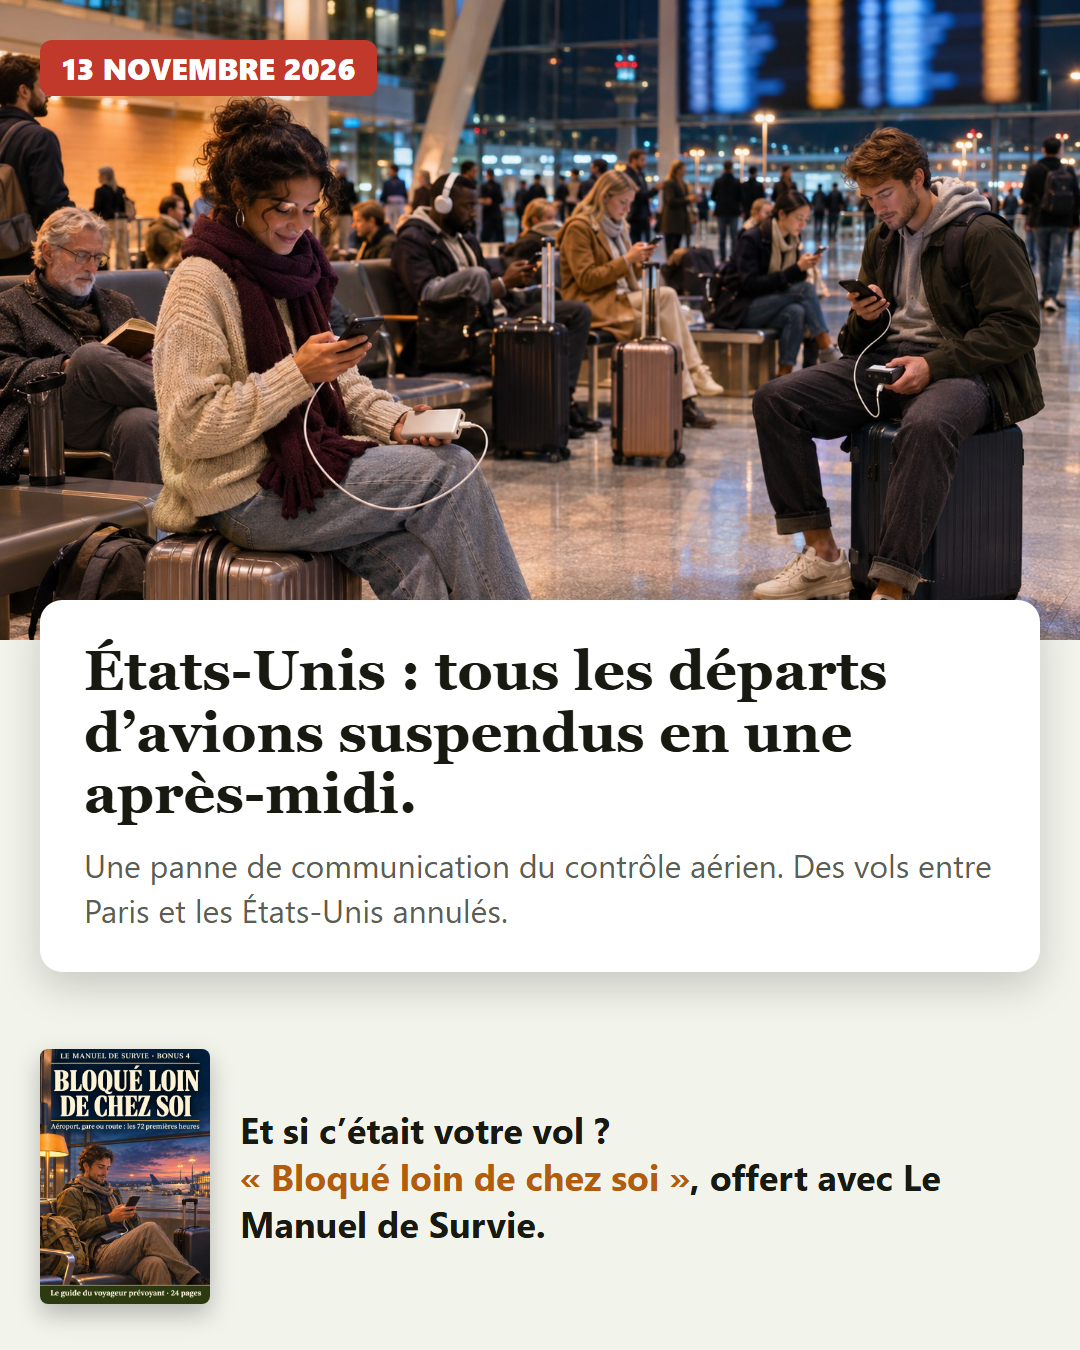 13 NOVEMBRE 2026
États-Unis : tous les départs
d’avions suspendus en une
après-midi.
Une panne de communication du contrôle aérien. Des vols entre
Paris et les États-Unis annulés.
LE MANUEL DE SURVIE · BONUS 4
BLOQUÉ LOIN
DE CHEZ SOI
Aéroport, gare ou route : les 72 premières heures
Le guide du voyageur prévoyant · 24 pages
Et si c’était votre vol ?
« Bloqué loin de chez soi », offert avec Le
Manuel de Survie.